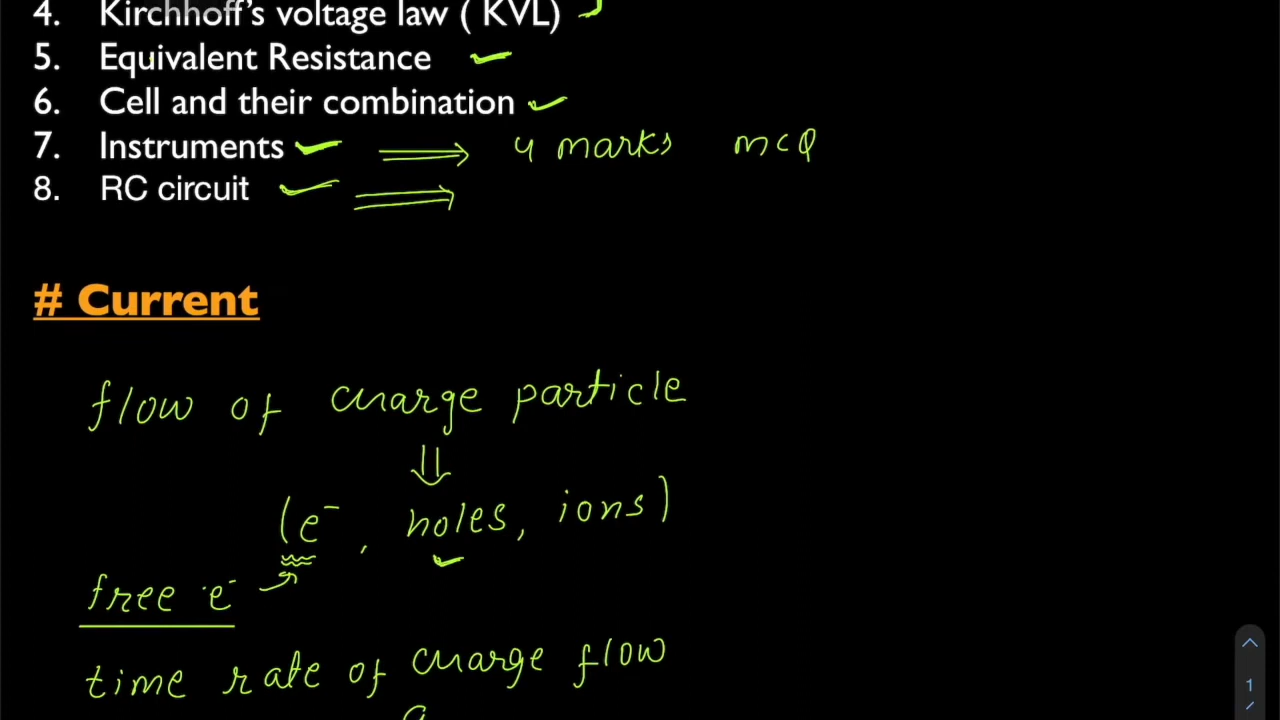 4. Kirchhoff's voltage law ( KVL)
5. Equivalent Resistance
6. Cell and their combination
7. Instruments ⟹ 4 marks MCQ
8. RC circuit ⟹
# Current
flow of charge particle
⇓
(e⁻, holes, ions)
free e⁻
time rate of charge flow
1